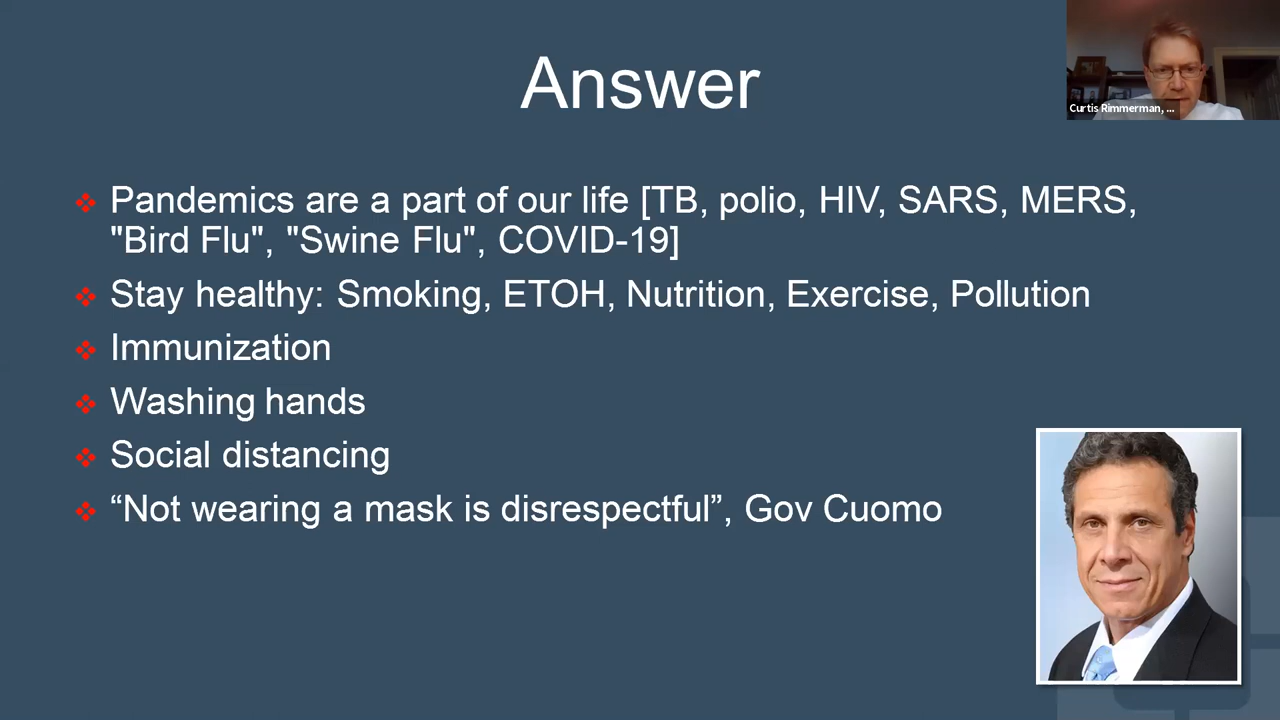 Answer
Curtis Rimmerman, ...
Pandemics are a part of our life [TB, polio, HIV, SARS, MERS,
"Bird Flu", "Swine Flu", COVID-19]
Stay healthy: Smoking, ETOH, Nutrition, Exercise, Pollution
Immunization
Washing hands
Social distancing
“Not wearing a mask is disrespectful”, Gov Cuomo